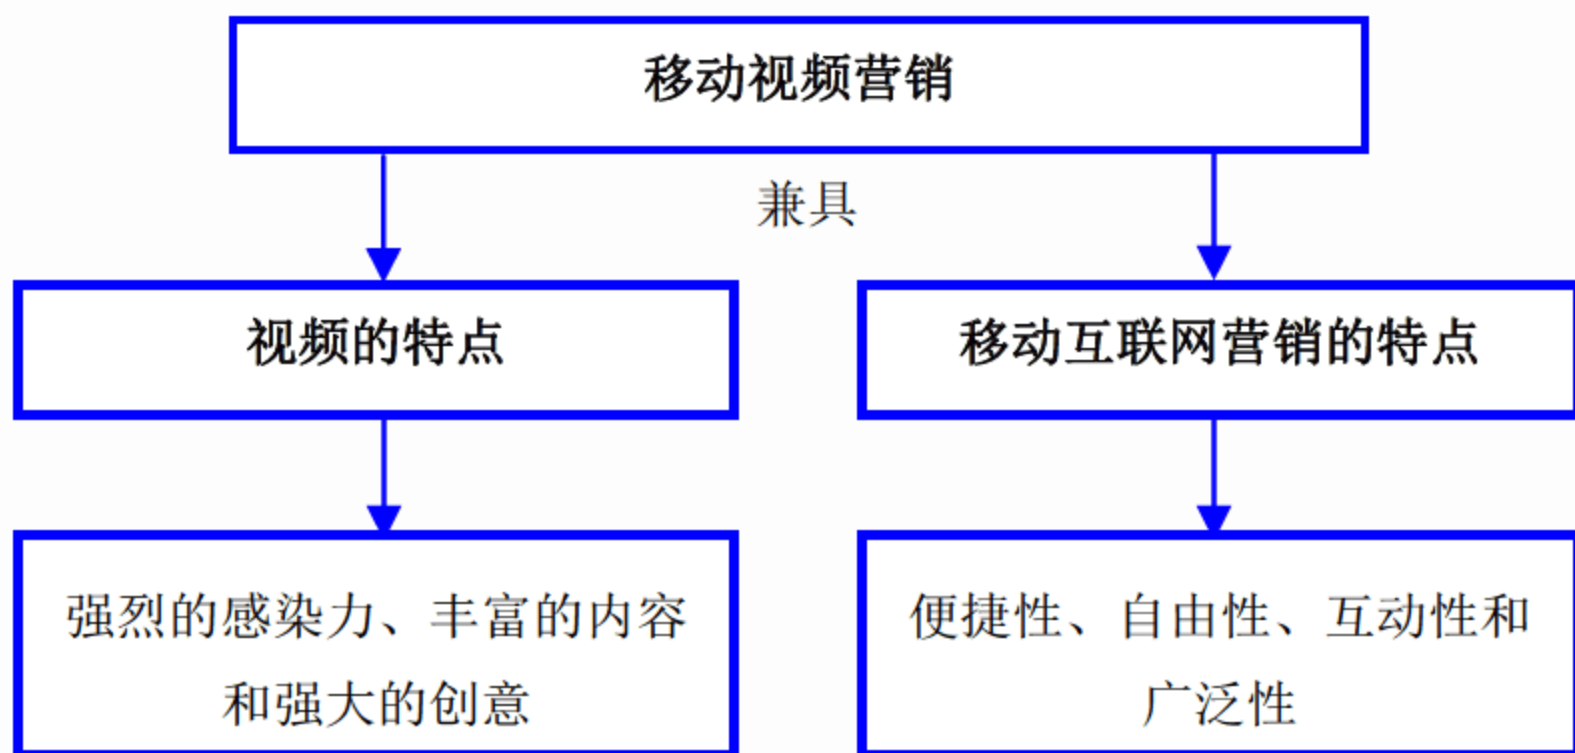 移动视频营销
兼具
视频的特点
移动互联网营销的特点
强烈的感染力、丰富的内容
和强大的创意
便捷性、自由性、互动性和
广泛性